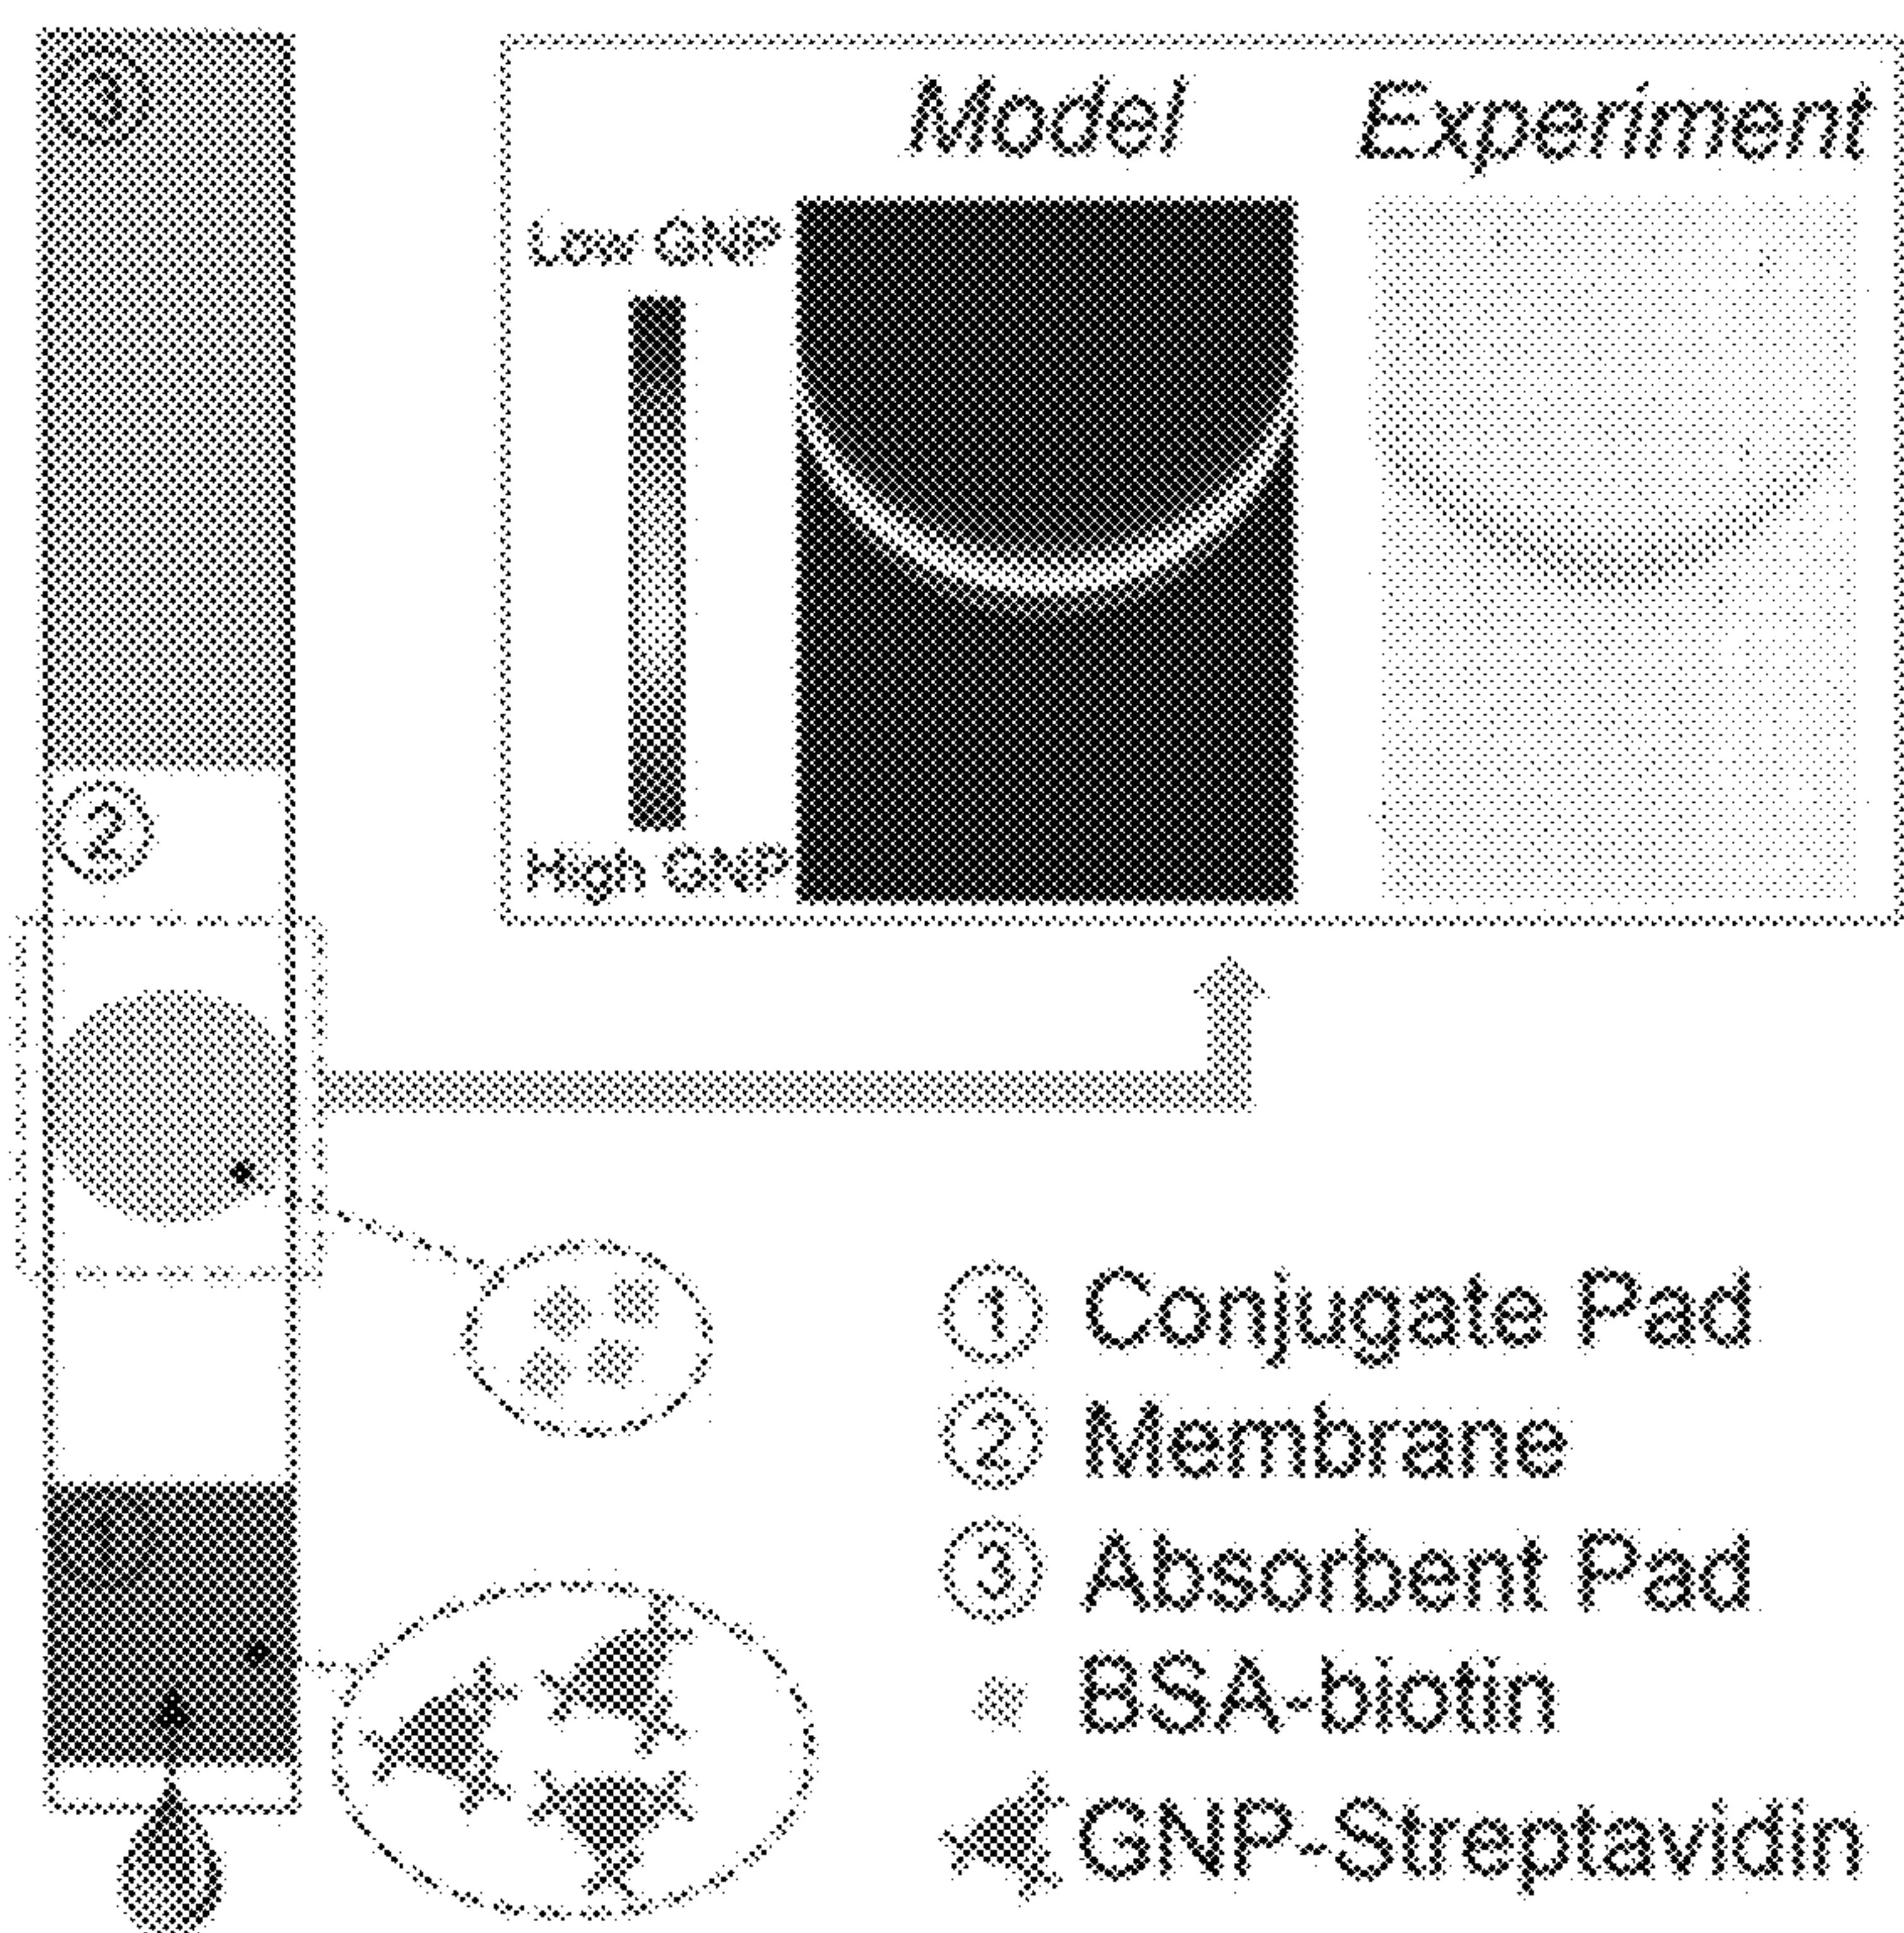 3
Model Experiment
Low GNP
High GNP
2
1 Conjugate Pad
2 Membrane
3 Absorbent Pad
BSA-biotin
GNP-Streptavidin